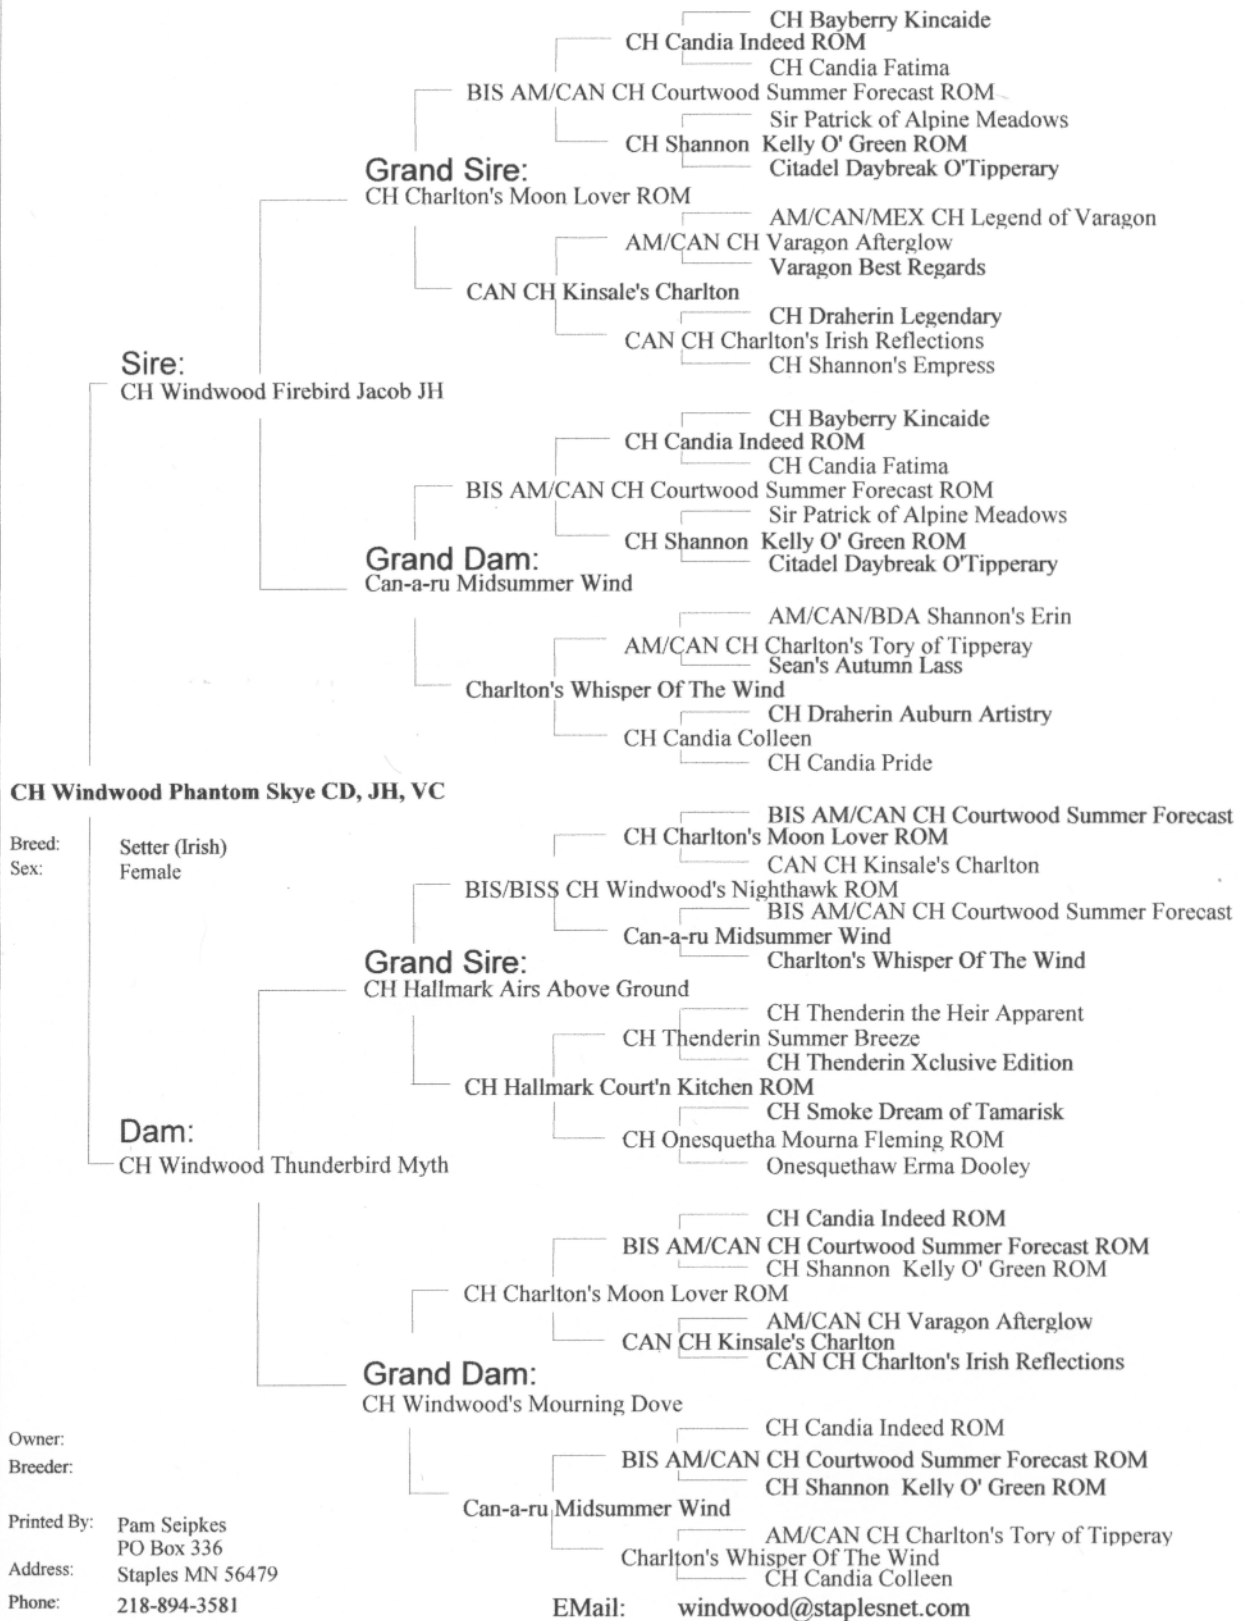 CH Bayberry Kincaide
CH Candia Indeed ROM
CH Candia Fatima
BIS AM/CAN CH Courtwood Summer Forecast ROM
Sir Patrick of Alpine Meadows
CH Shannon Kelly O' Green ROM
Citadel Daybreak O'Tipperary
Grand Sire:
CH Charlton's Moon Lover ROM
AM/CAN/MEX CH Legend of Varagon
AM/CAN CH Varagon Afterglow
Varagon Best Regards
CAN CH Kinsale's Charlton
CH Draherin Legendary
CAN CH Charlton's Irish Reflections
CH Shannon's Empress
Sire:
CH Windwood Firebird Jacob JH
CH Bayberry Kincaide
CH Candia Indeed ROM
CH Candia Fatima
BIS AM/CAN CH Courtwood Summer Forecast ROM
Sir Patrick of Alpine Meadows
CH Shannon Kelly O' Green ROM
Citadel Daybreak O'Tipperary
Grand Dam:
Can-a-ru Midsummer Wind
AM/CAN/BDA Shannon's Erin
AM/CAN CH Charlton's Tory of Tipperay
Sean's Autumn Lass
Charlton's Whisper Of The Wind
CH Draherin Auburn Artistry
CH Candia Colleen
CH Candia Pride
CH Windwood Phantom Skye CD, JH, VC
Breed: Setter (Irish)
Sex: Female
BIS AM/CAN CH Courtwood Summer Forecast
CH Charlton's Moon Lover ROM
CAN CH Kinsale's Charlton
BIS/BISS CH Windwood's Nighthawk ROM
BIS AM/CAN CH Courtwood Summer Forecast
Can-a-ru Midsummer Wind
Charlton's Whisper Of The Wind
Grand Sire:
CH Hallmark Airs Above Ground
CH Thenderin the Heir Apparent
CH Thenderin Summer Breeze
CH Thenderin Xclusive Edition
CH Hallmark Court'n Kitchen ROM
CH Smoke Dream of Tamarisk
CH Onesquetha Mourna Fleming ROM
Onesquethaw Erma Dooley
Dam:
CH Windwood Thunderbird Myth
CH Candia Indeed ROM
BIS AM/CAN CH Courtwood Summer Forecast ROM
CH Shannon Kelly O' Green ROM
CH Charlton's Moon Lover ROM
AM/CAN CH Varagon Afterglow
CAN CH Kinsale's Charlton
CAN CH Charlton's Irish Reflections
Grand Dam:
CH Windwood's Mourning Dove
CH Candia Indeed ROM
BIS AM/CAN CH Courtwood Summer Forecast ROM
CH Shannon Kelly O' Green ROM
Can-a-ru Midsummer Wind
AM/CAN CH Charlton's Tory of Tipperay
Charlton's Whisper Of The Wind
CH Candia Colleen
Owner:
Breeder:
Printed By: Pam Seipkes
PO Box 336
Address: Staples MN 56479
Phone: 218-894-3581
EMail: windwood@staplesnet.com